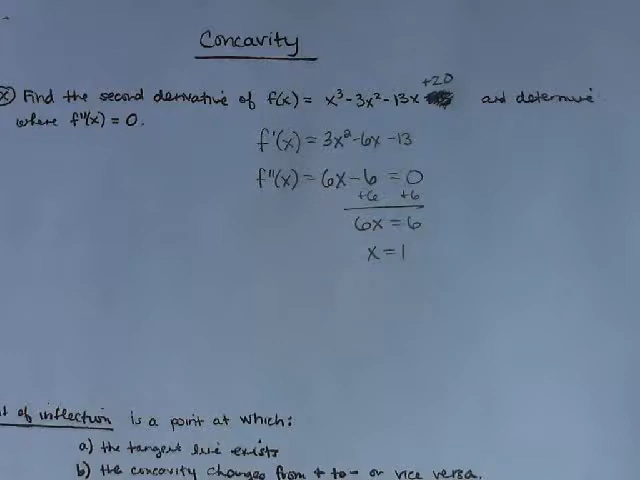 Concavity
Find the second derivative of f(x) = x³ - 3x² - 13x +20 and determine
where f"(x) = 0.
f'(x) = 3x² - 6x - 13
f"(x) = 6x - 6 = 0
+6 +6
6x = 6
x = 1
of inflection is a point at which:
a) the tangent line exists
b) the concavity changes from + to - or vice versa.